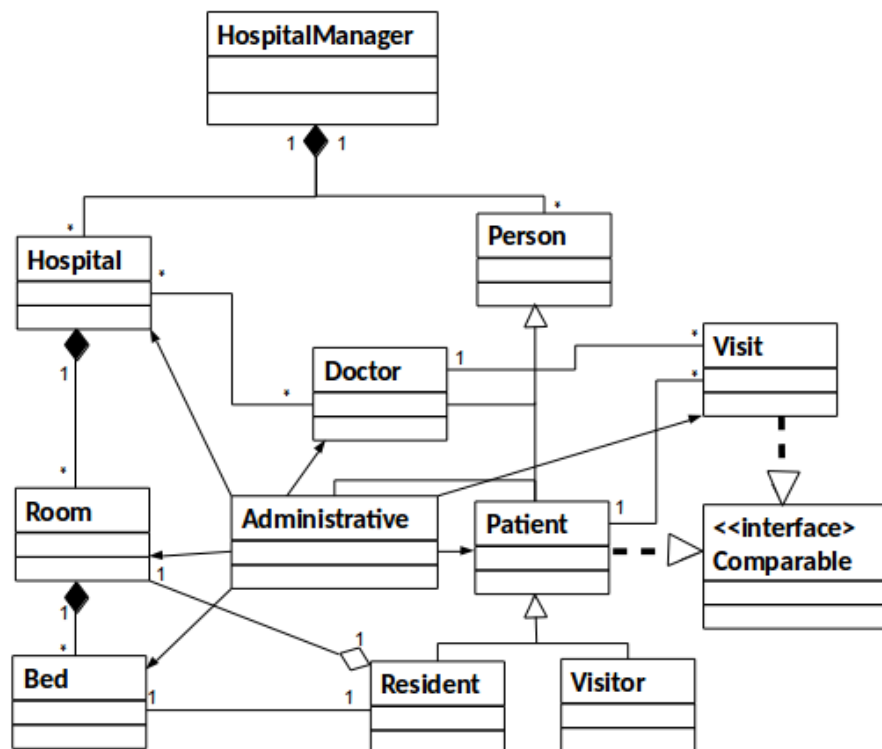 HospitalManager
1 1
* *
Person
Hospital
*
1 * Visit
Doctor
1 *
*
* Room
Administrative
Patient
1
<<interface>
Comparable
1
1
* 1
Bed
Resident
Visitor
1 1